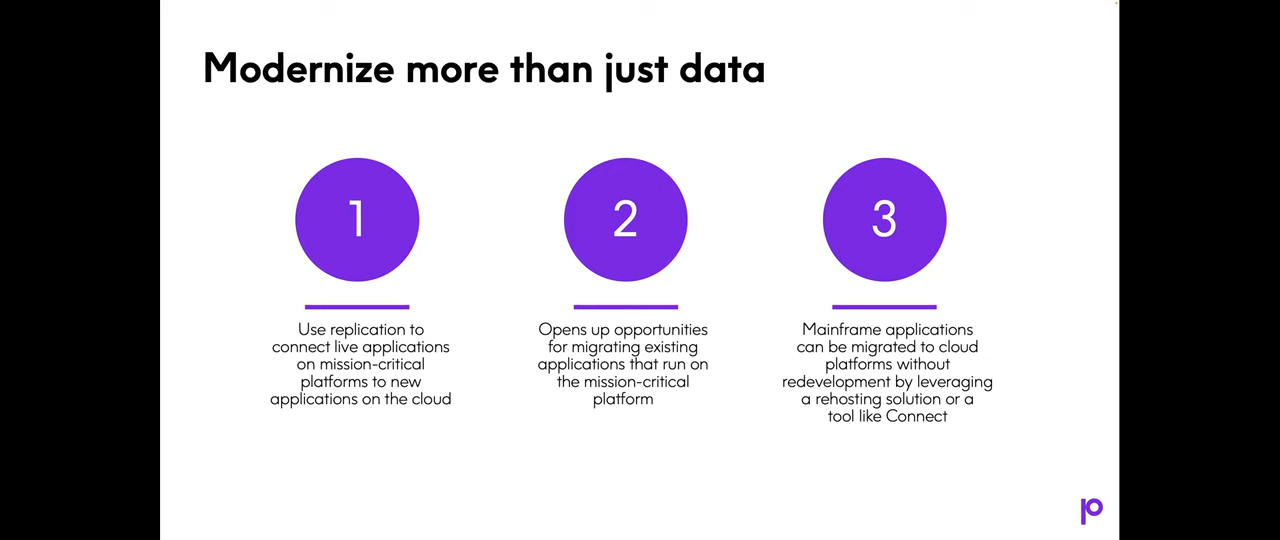 Modernize more than just data
1
Use replication to
connect live applications
on mission-critical
platforms to new
applications on the cloud
2
Opens up opportunities
for migrating existing
applications that run on
the mission-critical
platform
3
Mainframe applications
can be migrated to cloud
platforms without
redevelopment by leveraging
a rehosting solution or a
tool like Connect